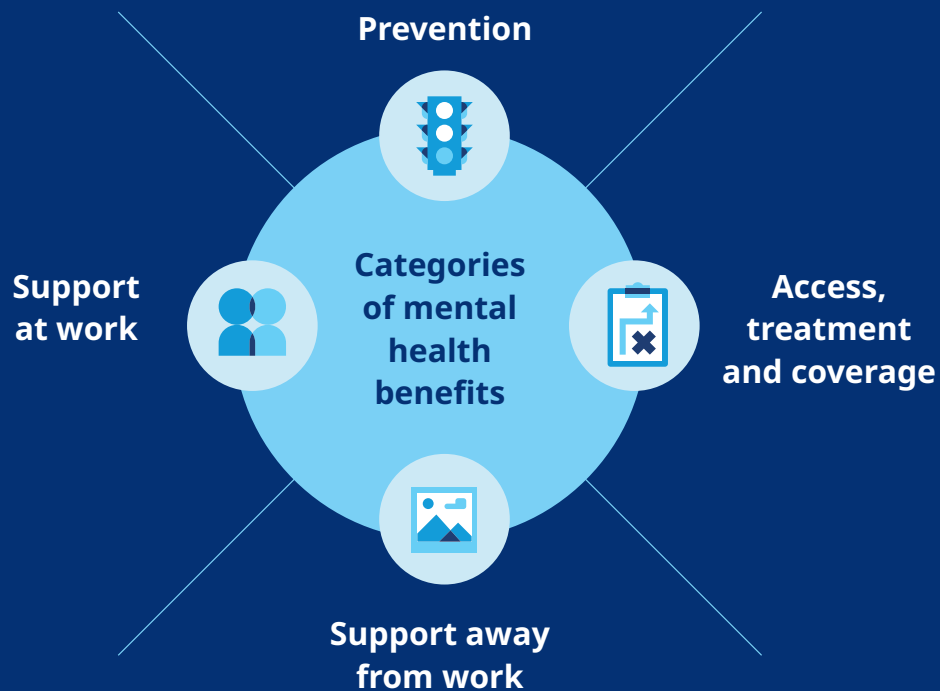 Prevention
Categories
of mental
health
benefits
Support
at work
Access,
treatment
and coverage
Support away
from work